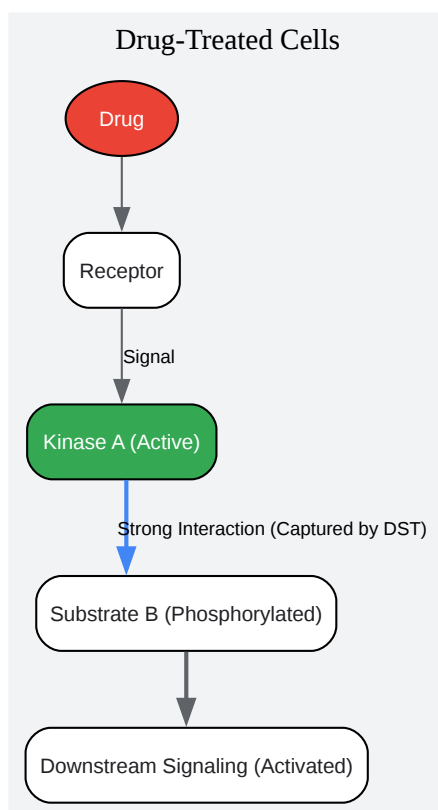 Drug-Treated Cells
Drug
Receptor
Signal
Kinase A (Active)
Strong Interaction (Captured by DST)
Substrate B (Phosphorylated)
Downstream Signaling (Activated)